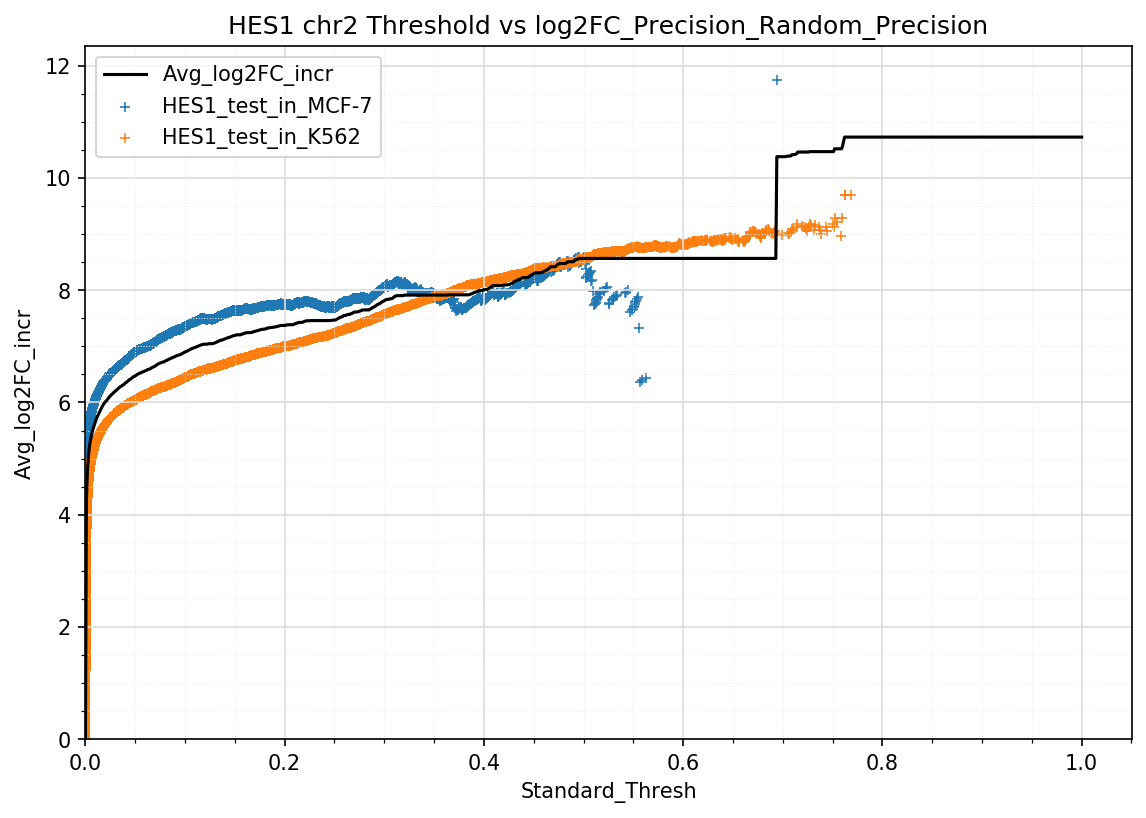 HES1 chr2 Threshold vs log2FC_Precision_Random_Precision
Avg_log2FC_incr
HES1_test_in_MCF-7
HES1_test_in_K562
Avg_log2FC_incr
12
10
8
6
4
2
0
0.0 0.2 0.4 0.6 0.8 1.0
Standard_Thresh